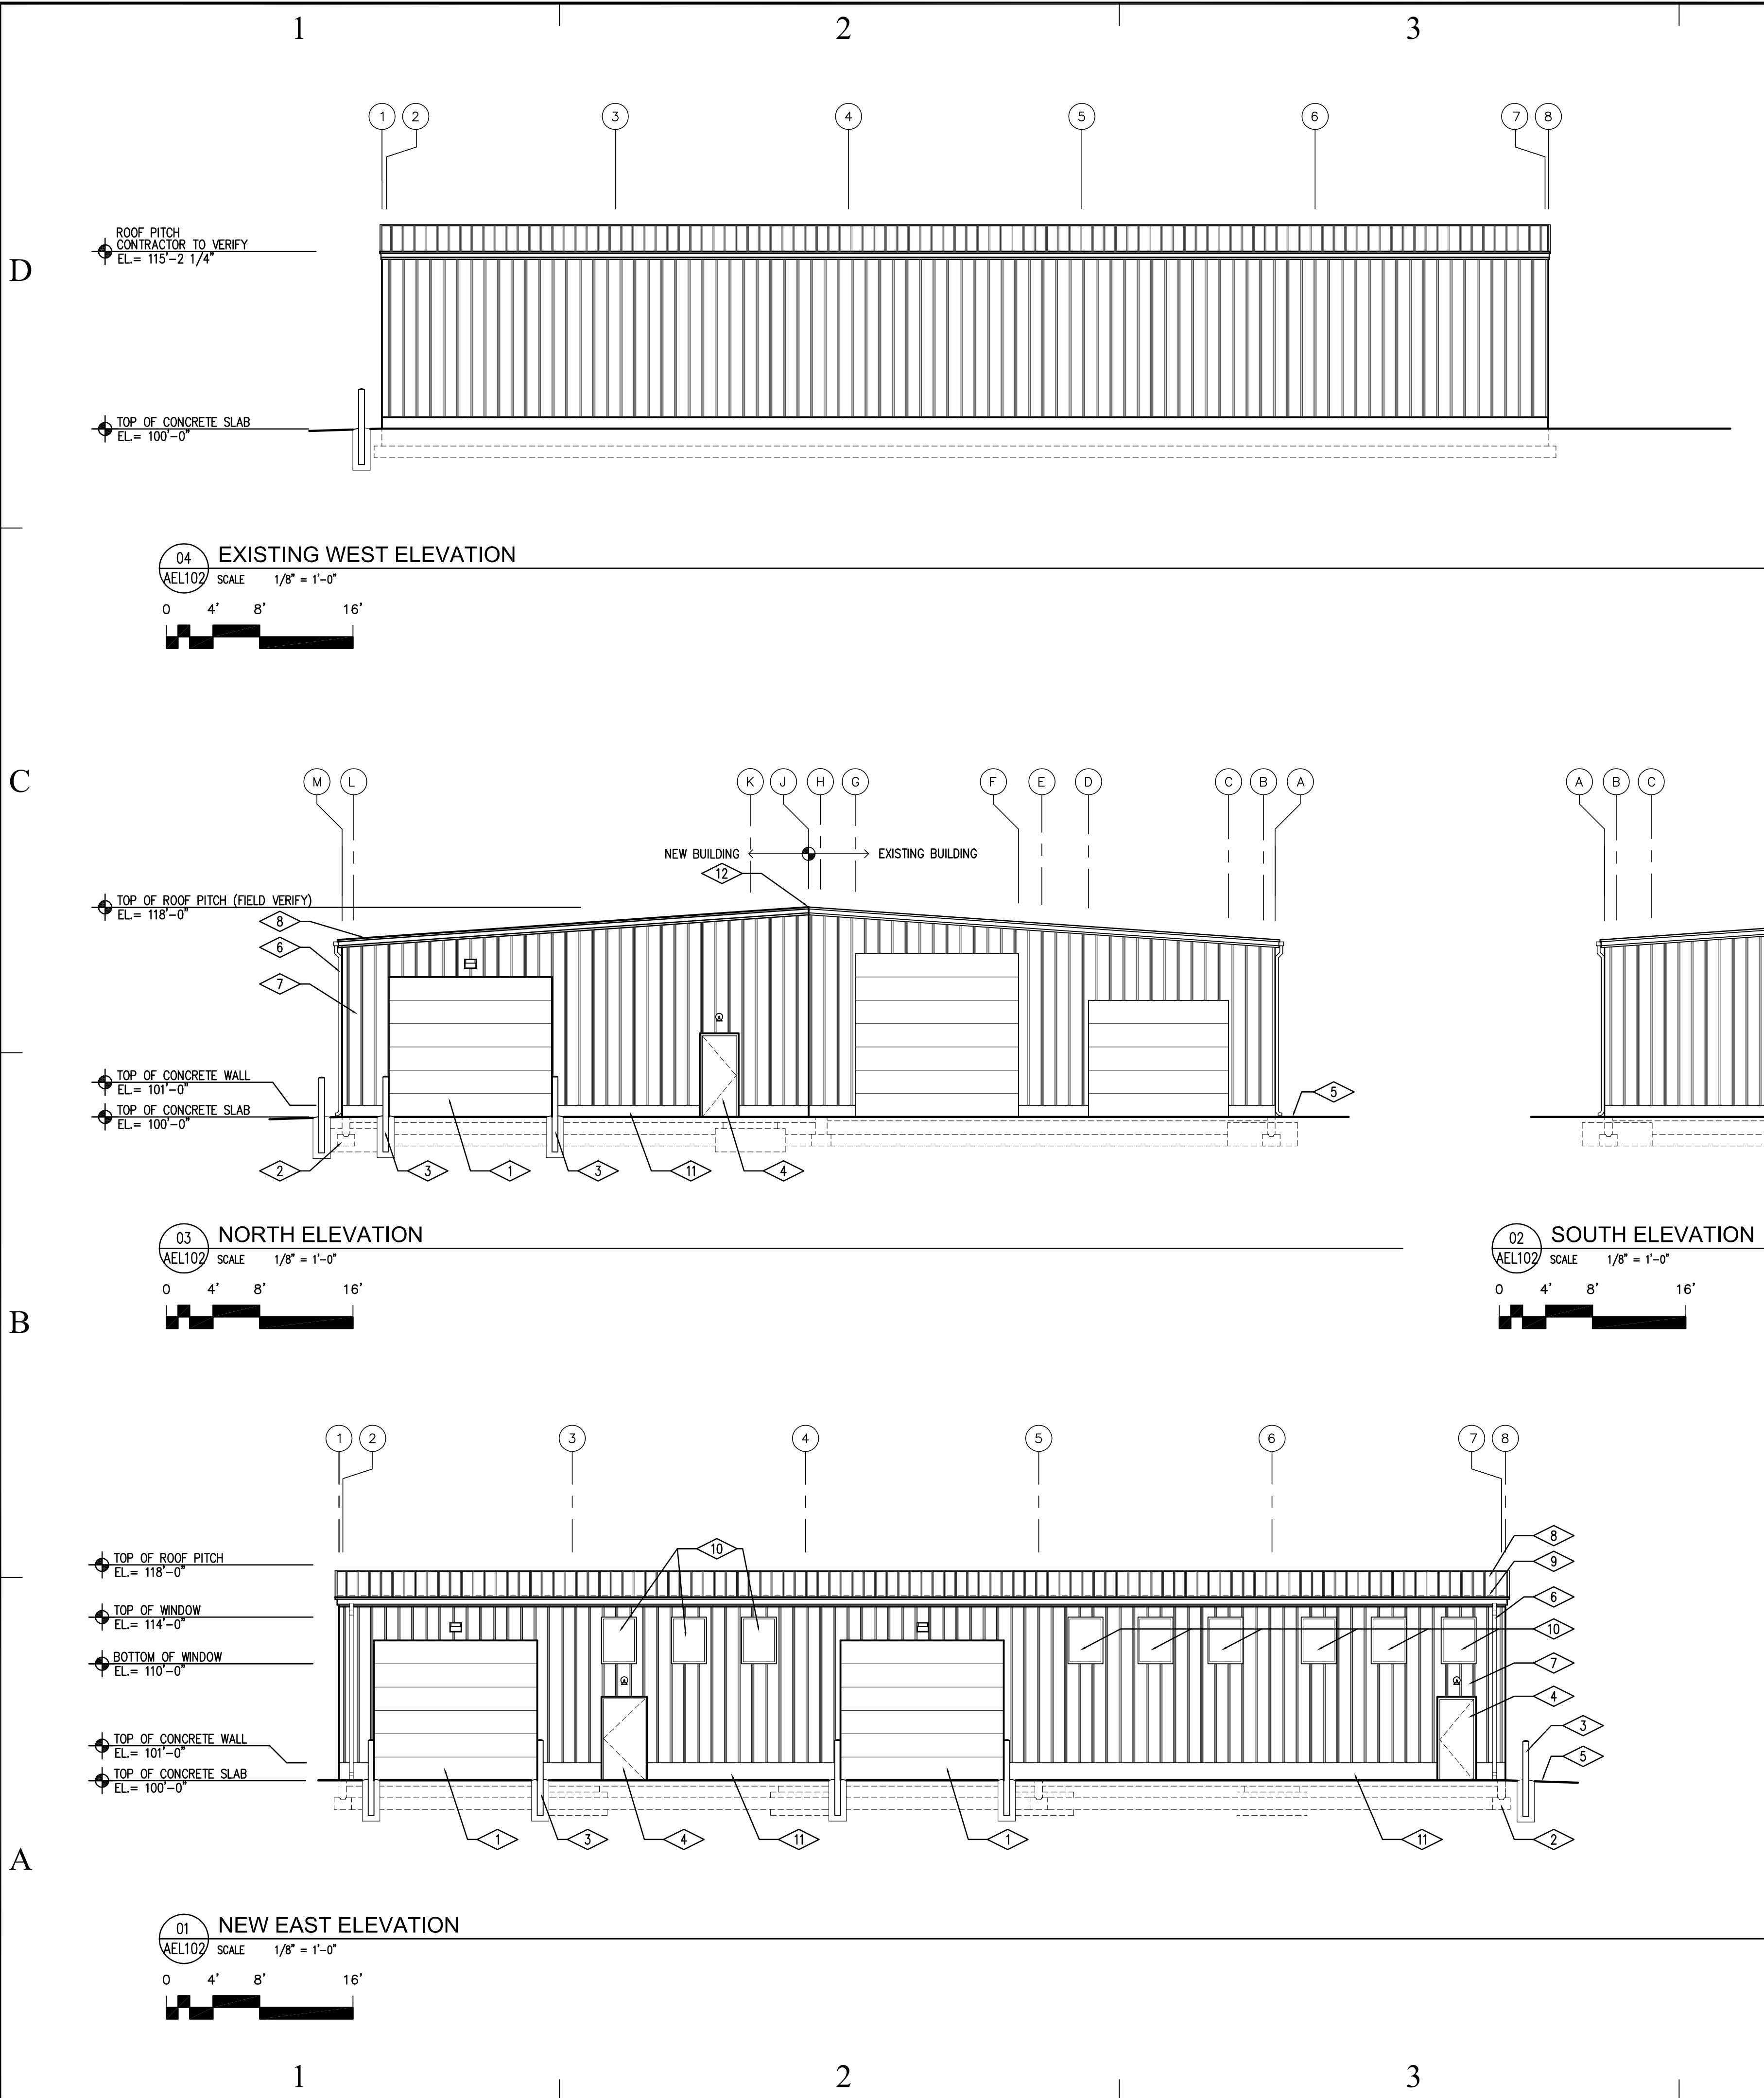 1 2 3
1 2 3 4 5 6 7 8
D
ROOF PITCH
CONTRACTOR TO VERIFY
EL.= 115'-2 1/4"
TOP OF CONCRETE SLAB
EL.= 100'-0"
04 EXISTING WEST ELEVATION
AEL102 SCALE 1/8" = 1'-0"
0 4' 8' 16'
C
M L K J H G F E D C B A
A B C
NEW BUILDING EXISTING BUILDING
12
TOP OF ROOF PITCH (FIELD VERIFY)
EL.= 118'-0"
8
6
7
TOP OF CONCRETE WALL
EL.= 101'-0"
5
TOP OF CONCRETE SLAB
EL.= 100'-0"
2 3 1 3 11 4
03 NORTH ELEVATION
AEL102 SCALE 1/8" = 1'-0"
0 4' 8' 16'
02 SOUTH ELEVATION
AEL102 SCALE 1/8" = 1'-0"
0 4' 8' 16'
B
1 2 3 4 5 6 7 8
TOP OF ROOF PITCH
EL.= 118'-0"
10
8
9
TOP OF WINDOW
EL.= 114'-0"
6
10
BOTTOM OF WINDOW
EL.= 110'-0"
7
4
TOP OF CONCRETE WALL
EL.= 101'-0"
3
5
TOP OF CONCRETE SLAB
EL.= 100'-0"
1 3 4 11 1 11 2
A
01 NEW EAST ELEVATION
AEL102 SCALE 1/8" = 1'-0"
0 4' 8' 16'
1 2 3